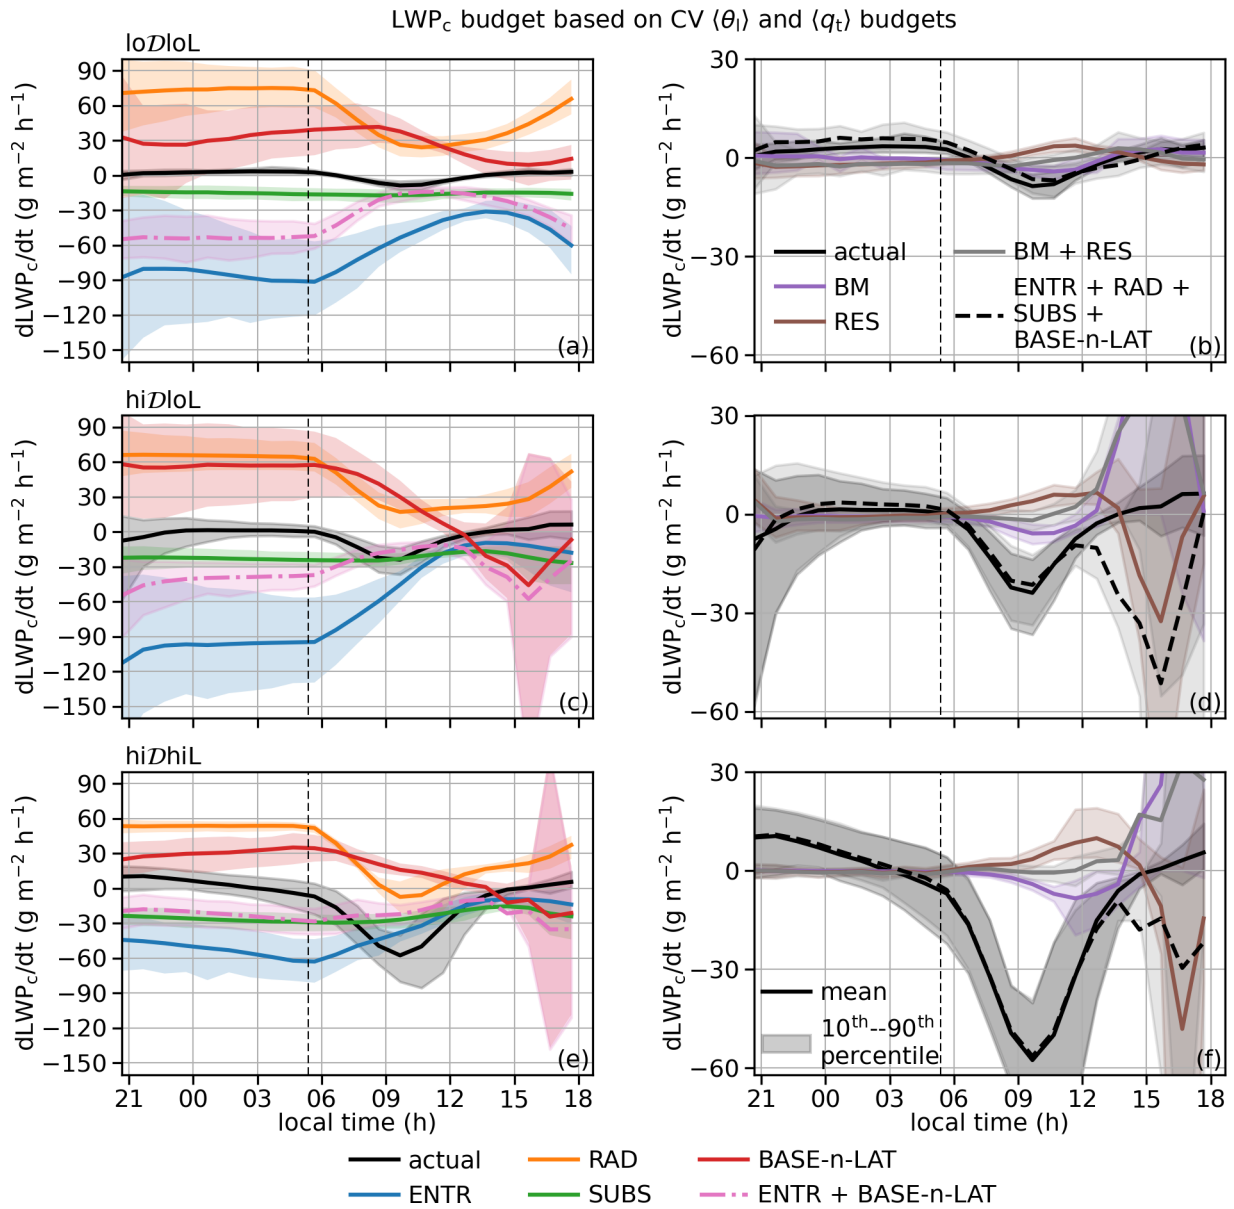 LWPc budget based on CV ⟨θl⟩ and ⟨qt⟩ budgets
lo𝒟loL
dLWPc/dt (g m−2 h−1)
90
60
30
0
−30
−60
−90
−120
−150
(a)
dLWPc/dt (g m−2 h−1)
30
0
−30
−60
actual
BM
RES
BM + RES
ENTR + RAD +
SUBS +
BASE-n-LAT
(b)
hi𝒟loL
dLWPc/dt (g m−2 h−1)
90
60
30
0
−30
−60
−90
−120
−150
(c)
dLWPc/dt (g m−2 h−1)
30
0
−30
−60
(d)
hi𝒟hiL
dLWPc/dt (g m−2 h−1)
90
60
30
0
−30
−60
−90
−120
−150
(e)
21 00 03 06 09 12 15 18
local time (h)
dLWPc/dt (g m−2 h−1)
30
0
−30
−60
mean
10th--90th
percentile
(f)
21 00 03 06 09 12 15 18
local time (h)
actual
RAD
BASE-n-LAT
ENTR
SUBS
ENTR + BASE-n-LAT